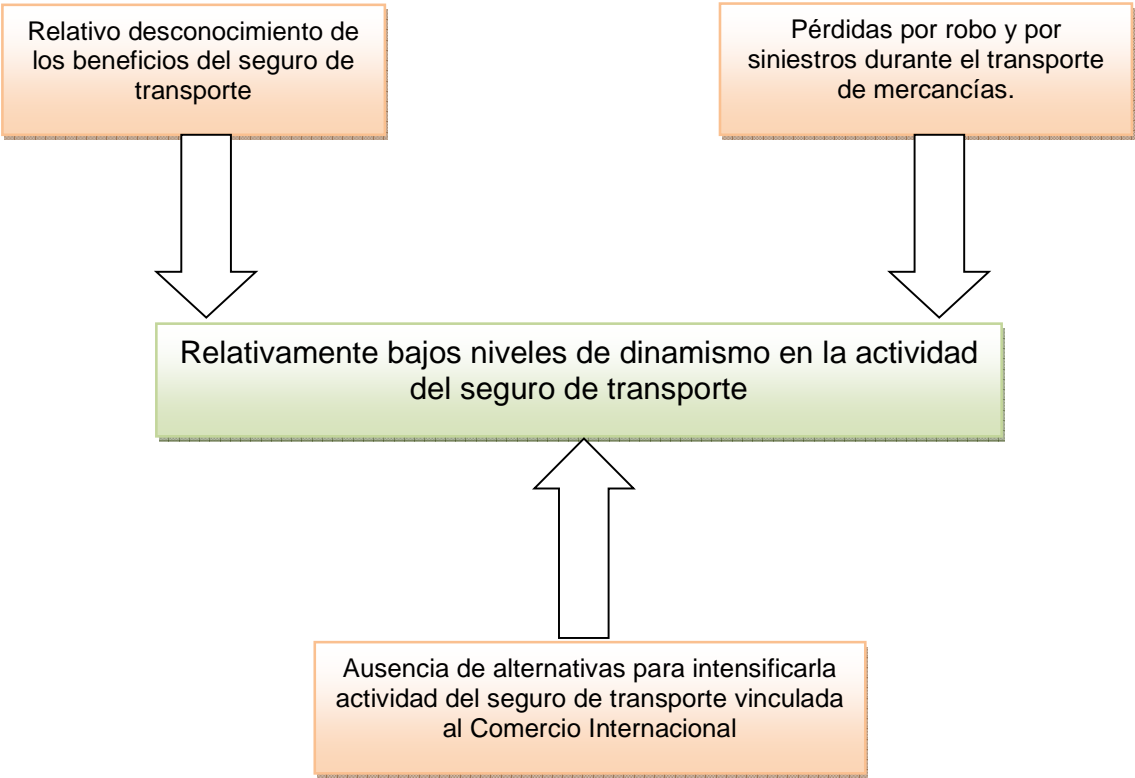 Relativo desconocimiento de
los beneficios del seguro de
transporte
Pérdidas por robo y por
siniestros durante el transporte
de mercancías.
Relativamente bajos niveles de dinamismo en la actividad
del seguro de transporte
Ausencia de alternativas para intensificarla
actividad del seguro de transporte vinculada
al Comercio Internacional